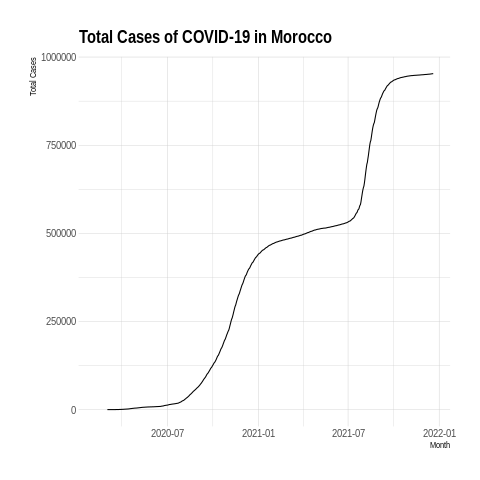 Total Cases of COVID-19 in Morocco
Total Cases
1000000
750000
500000
250000
0
2020-07 2021-01 2021-07 2022-01
Month